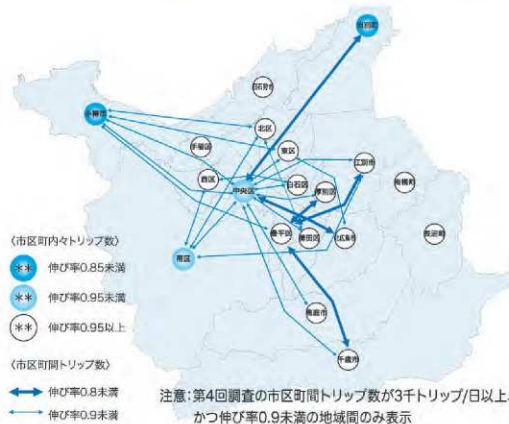 石狩市
北区
手稲区
東区
江別市
西区
白石区
厚別区
南幌町
中央区
豊平区
清田区
北広島市
長沼町
南区
恵庭市
千歳市
小樽市
当別町
〈市区町内々トリップ数〉
** 伸び率0.85未満
** 伸び率0.95未満
** 伸び率0.95以上
〈市区町間トリップ数〉
伸び率0.8未満
伸び率0.9未満
注意:第4回調査の市区町間トリップ数が3千トリップ/日以上、
かつ伸び率0.9未満の地域間のみ表示